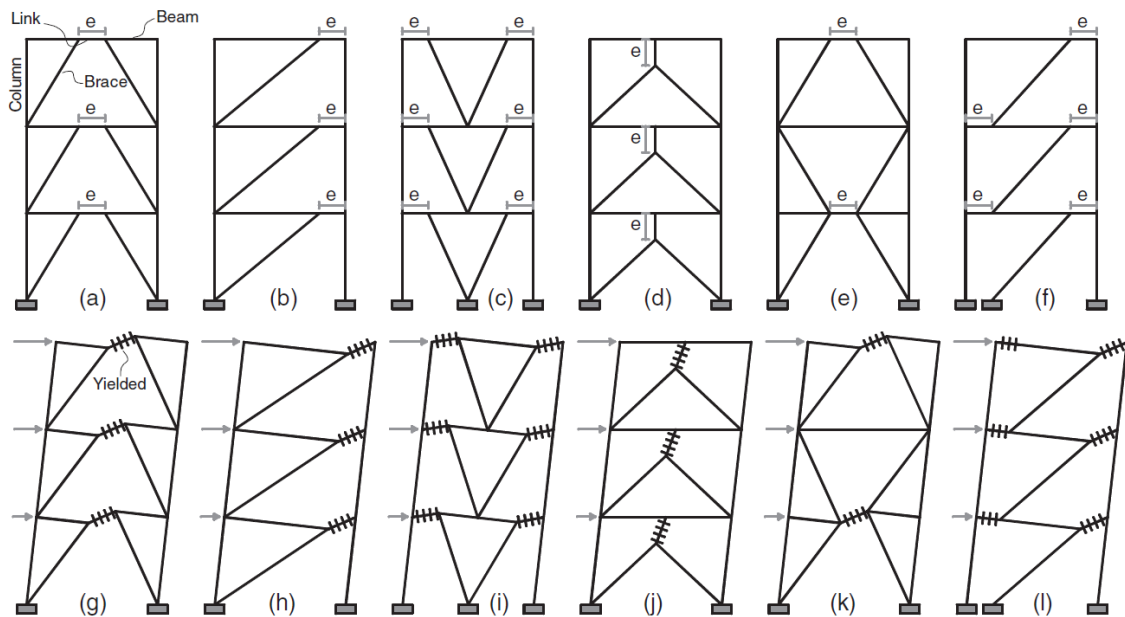 Link e Beam e e e e e
Column e Brace e
e e e e e e e
e e e e e e e e
(a) (b) (c) (d) (e) (f)
Yielded
(g) (h) (i) (j) (k) (l)